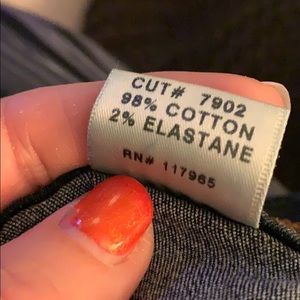 CUT# 7902
98% COTTON
2% ELASTANE
RN# 117965